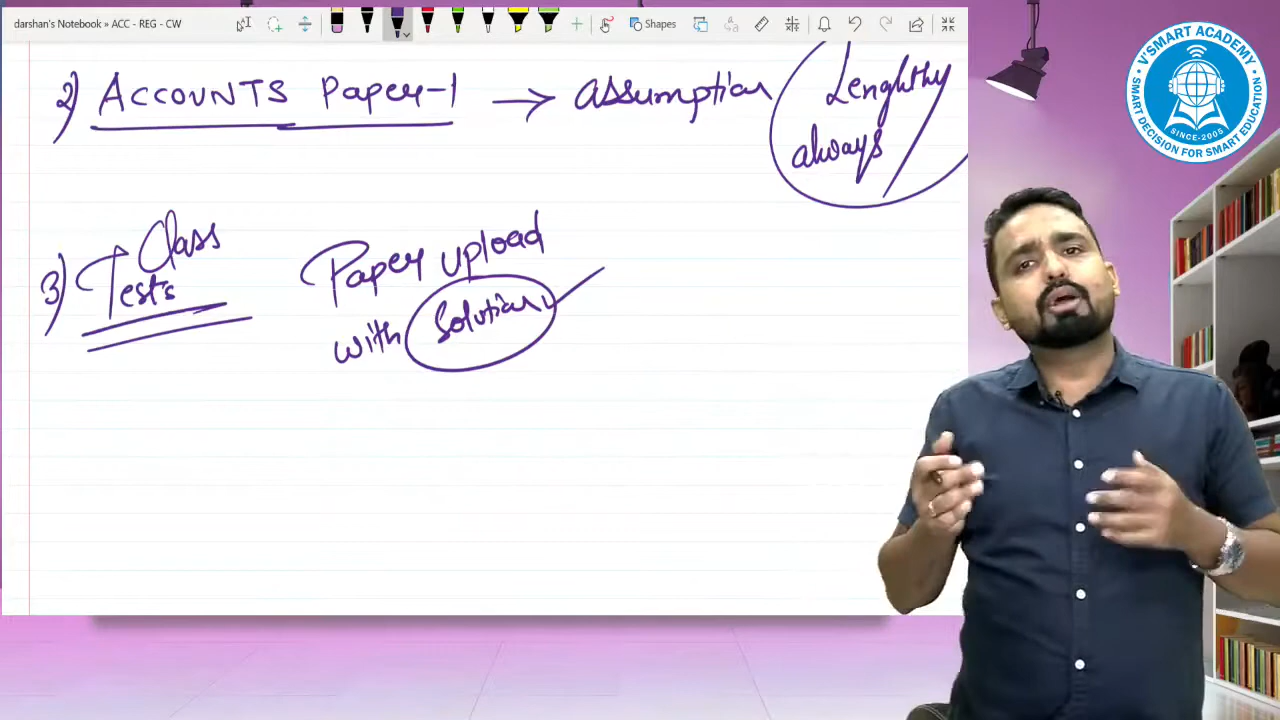 darshan's Notebook » ACC - REG - CW
Shapes
2) ACCOUNTS Paper-1 → assumption
Lenghthy
always
3) Class
Tests
Paper upload
with Solution
V'SMART ACADEMY
SINCE-2005
SMART DECISION FOR SMART EDUCATION